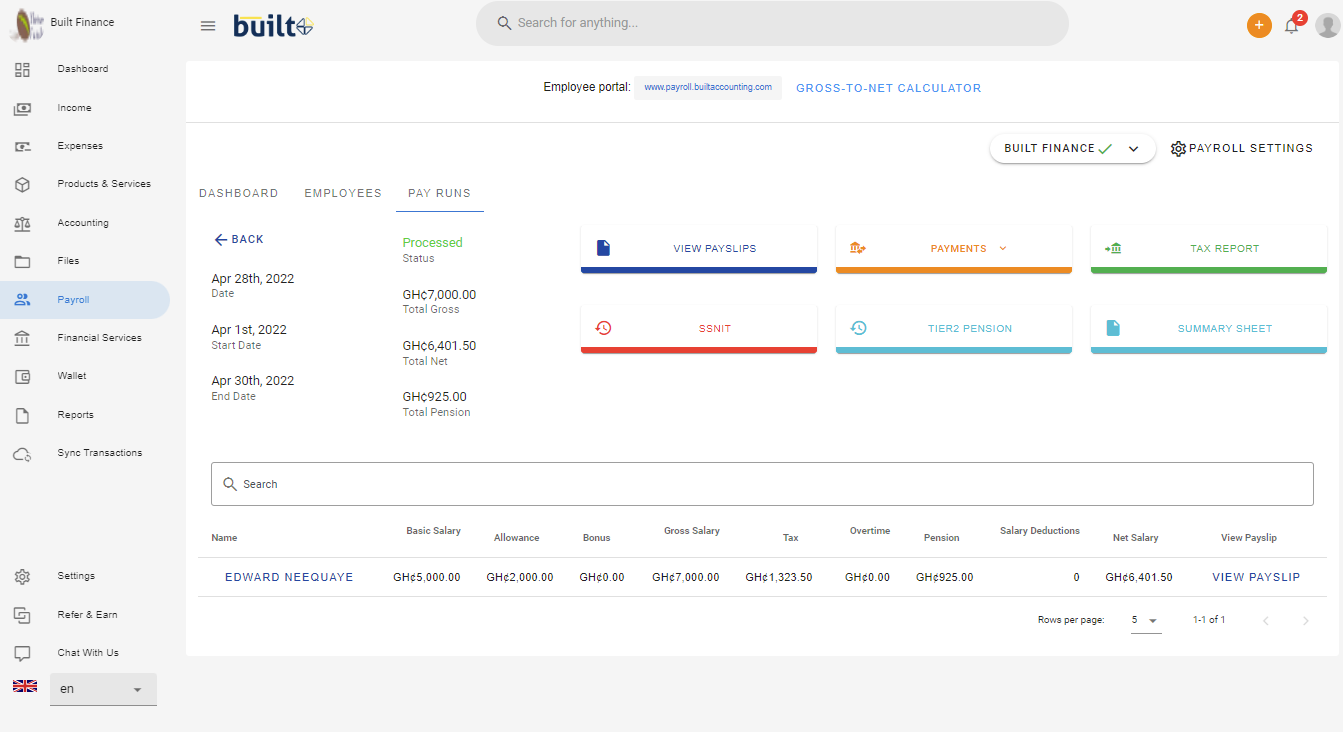 Built Finance
built
Search for anything...
+
2
Dashboard
Income
Expenses
Products & Services
Accounting
Files
Payroll
Financial Services
Wallet
Reports
Sync Transactions
Settings
Refer & Earn
Chat With Us
en
Employee portal: www.payroll.builtaccounting.com GROSS-TO-NET CALCULATOR
BUILT FINANCE PAYROLL SETTINGS
DASHBOARD EMPLOYEES PAY RUNS
BACK
Apr 28th, 2022
Date
Apr 1st, 2022
Start Date
Apr 30th, 2022
End Date
Processed
Status
GH¢7,000.00
Total Gross
GH¢6,401.50
Total Net
GH¢925.00
Total Pension
VIEW PAYSLIPS PAYMENTS TAX REPORT
SSNIT TIER2 PENSION SUMMARY SHEET
Search
Name Basic Salary Allowance Bonus Gross Salary Tax Overtime Pension Salary Deductions Net Salary View Payslip
EDWARD NEEQUAYE GH¢5,000.00 GH¢2,000.00 GH¢0.00 GH¢7,000.00 GH¢1,323.50 GH¢0.00 GH¢925.00 0 GH¢6,401.50 VIEW PAYSLIP
Rows per page: 5 1-1 of 1